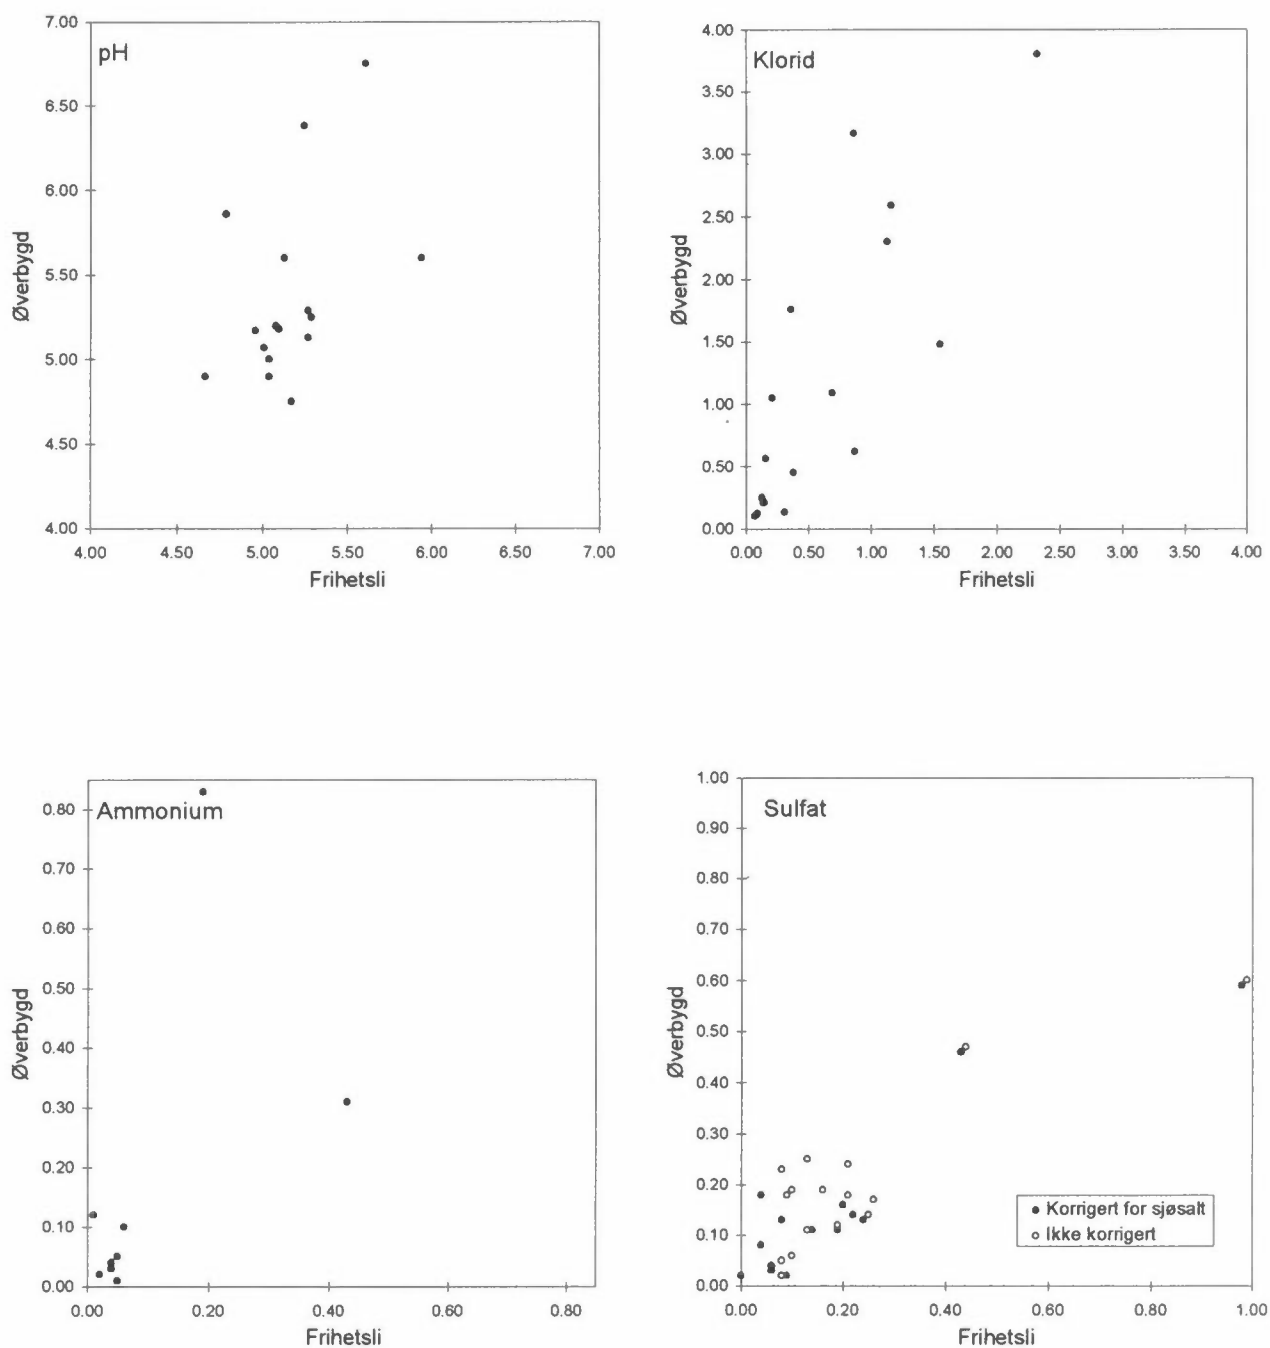 pH
7.00
6.50
6.00
5.50
5.00
4.50
4.00
Øverbygd
4.00 4.50 5.00 5.50 6.00 6.50 7.00
Frihetsli
Klorid
4.00
3.50
3.00
2.50
2.00
1.50
1.00
0.50
0.00
Øverbygd
0.00 0.50 1.00 1.50 2.00 2.50 3.00 3.50 4.00
Frihetsli
Ammonium
0.80
0.70
0.60
0.50
0.40
0.30
0.20
0.10
0.00
Øverbygd
0.00 0.20 0.40 0.60 0.80
Frihetsli
Sulfat
1.00
0.90
0.80
0.70
0.60
0.50
0.40
0.30
0.20
0.10
0.00
Øverbygd
Korrigert for sjøsalt
Ikke korrigert
0.00 0.20 0.40 0.60 0.80 1.00
Frihetsli